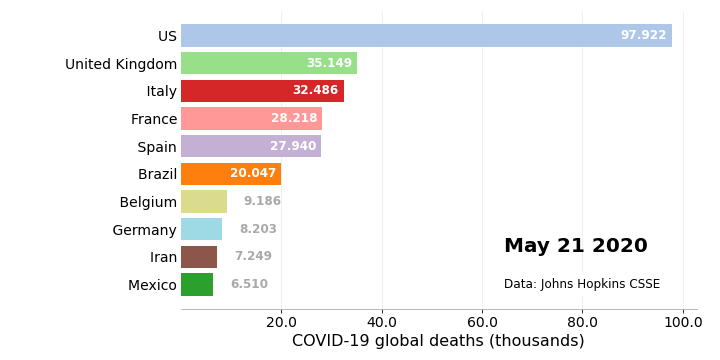 US 97.922
United Kingdom 35.149
Italy 32.486
France 28.218
Spain 27.940
Brazil 20.047
Belgium 9.186
Germany 8.203
Iran 7.249
Mexico 6.510
May 21 2020
Data: Johns Hopkins CSSE
20.0 40.0 60.0 80.0 100.0
COVID-19 global deaths (thousands)